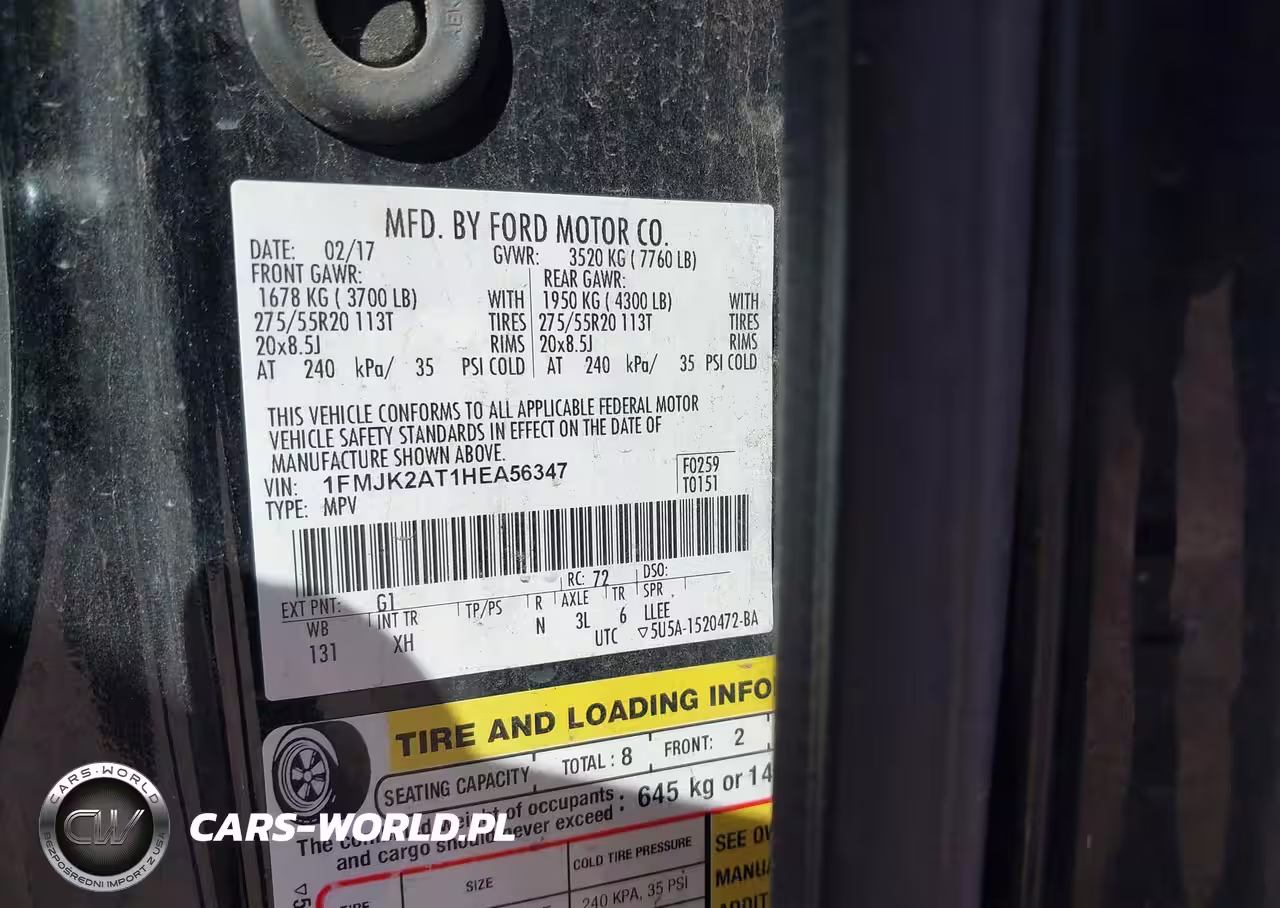 MFD. BY FORD MOTOR CO.
DATE: 02/17 GVWR: 3520 KG ( 7760 LB)
FRONT GAWR: REAR GAWR:
1678 KG ( 3700 LB) WITH 1950 KG ( 4300 LB) WITH
275/55R20 113T TIRES 275/55R20 113T TIRES
20x8.5J RIMS 20x8.5J RIMS
AT 240 kPa/ 35 PSI COLD AT 240 kPa/ 35 PSI COLD
THIS VEHICLE CONFORMS TO ALL APPLICABLE FEDERAL MOTOR
VEHICLE SAFETY STANDARDS IN EFFECT ON THE DATE OF
MANUFACTURE SHOWN ABOVE.
VIN: 1FMJK2AT1HEA56347 F0259
TYPE: MPV T0151
EXT PNT: G1 RC: 72 DSO:
WB INT TR TP/PS R AXLE TR SPR
131 XH N 3L 6 LLEE
UTC ▽5U5A-1520472-BA
TIRE AND LOADING INFO
SEATING CAPACITY TOTAL : 8 FRONT: 2
The of occupants : 645 kg or 14
and cargo should never exceed :
SIZE COLD TIRE PRESSURE SEE
240 KPA, 35 PSI
CARS-WORLD
CW
BEZPOŚREDNI IMPORT Z USA
CARS-WORLD.PL